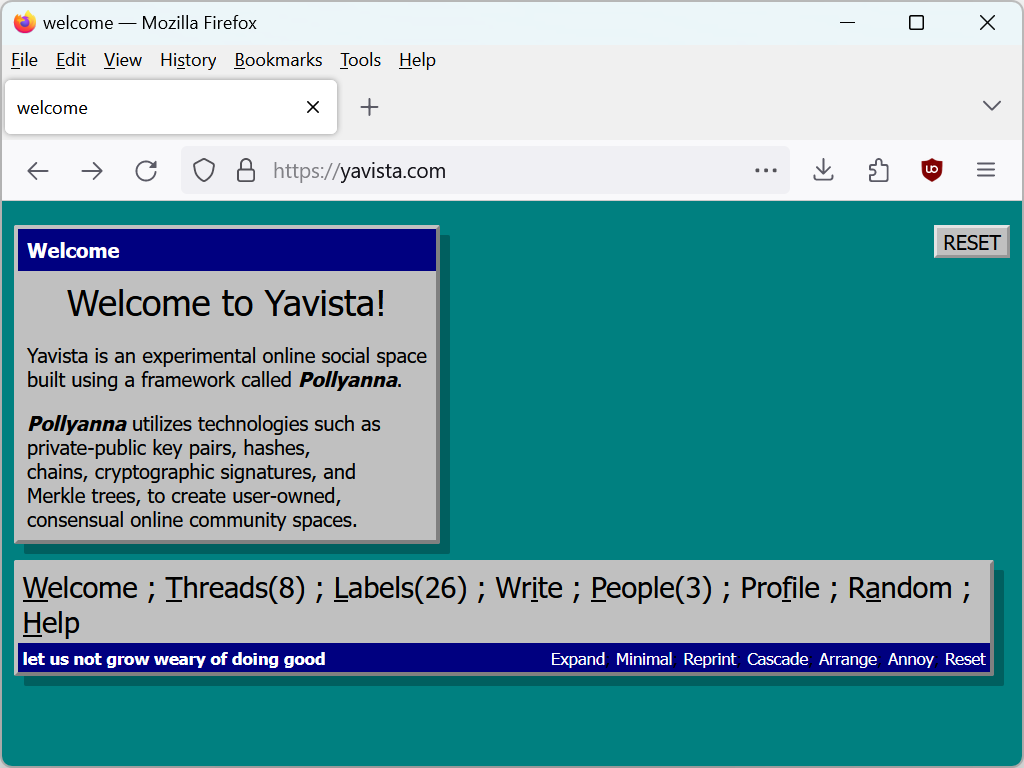 welcome — Mozilla Firefox
File Edit View History Bookmarks Tools Help
welcome
https://yavista.com
Welcome
RESET
Welcome to Yavista!
Yavista is an experimental online social space
built using a framework called Pollyanna.
Pollyanna utilizes technologies such as
private-public key pairs, hashes,
chains, cryptographic signatures, and
Merkle trees, to create user-owned,
consensual online community spaces.
Welcome ; Threads(8) ; Labels(26) ; Write ; People(3) ; Profile ; Random ;
Help
let us not grow weary of doing good Expand Minimal Reprint Cascade Arrange Annoy Reset